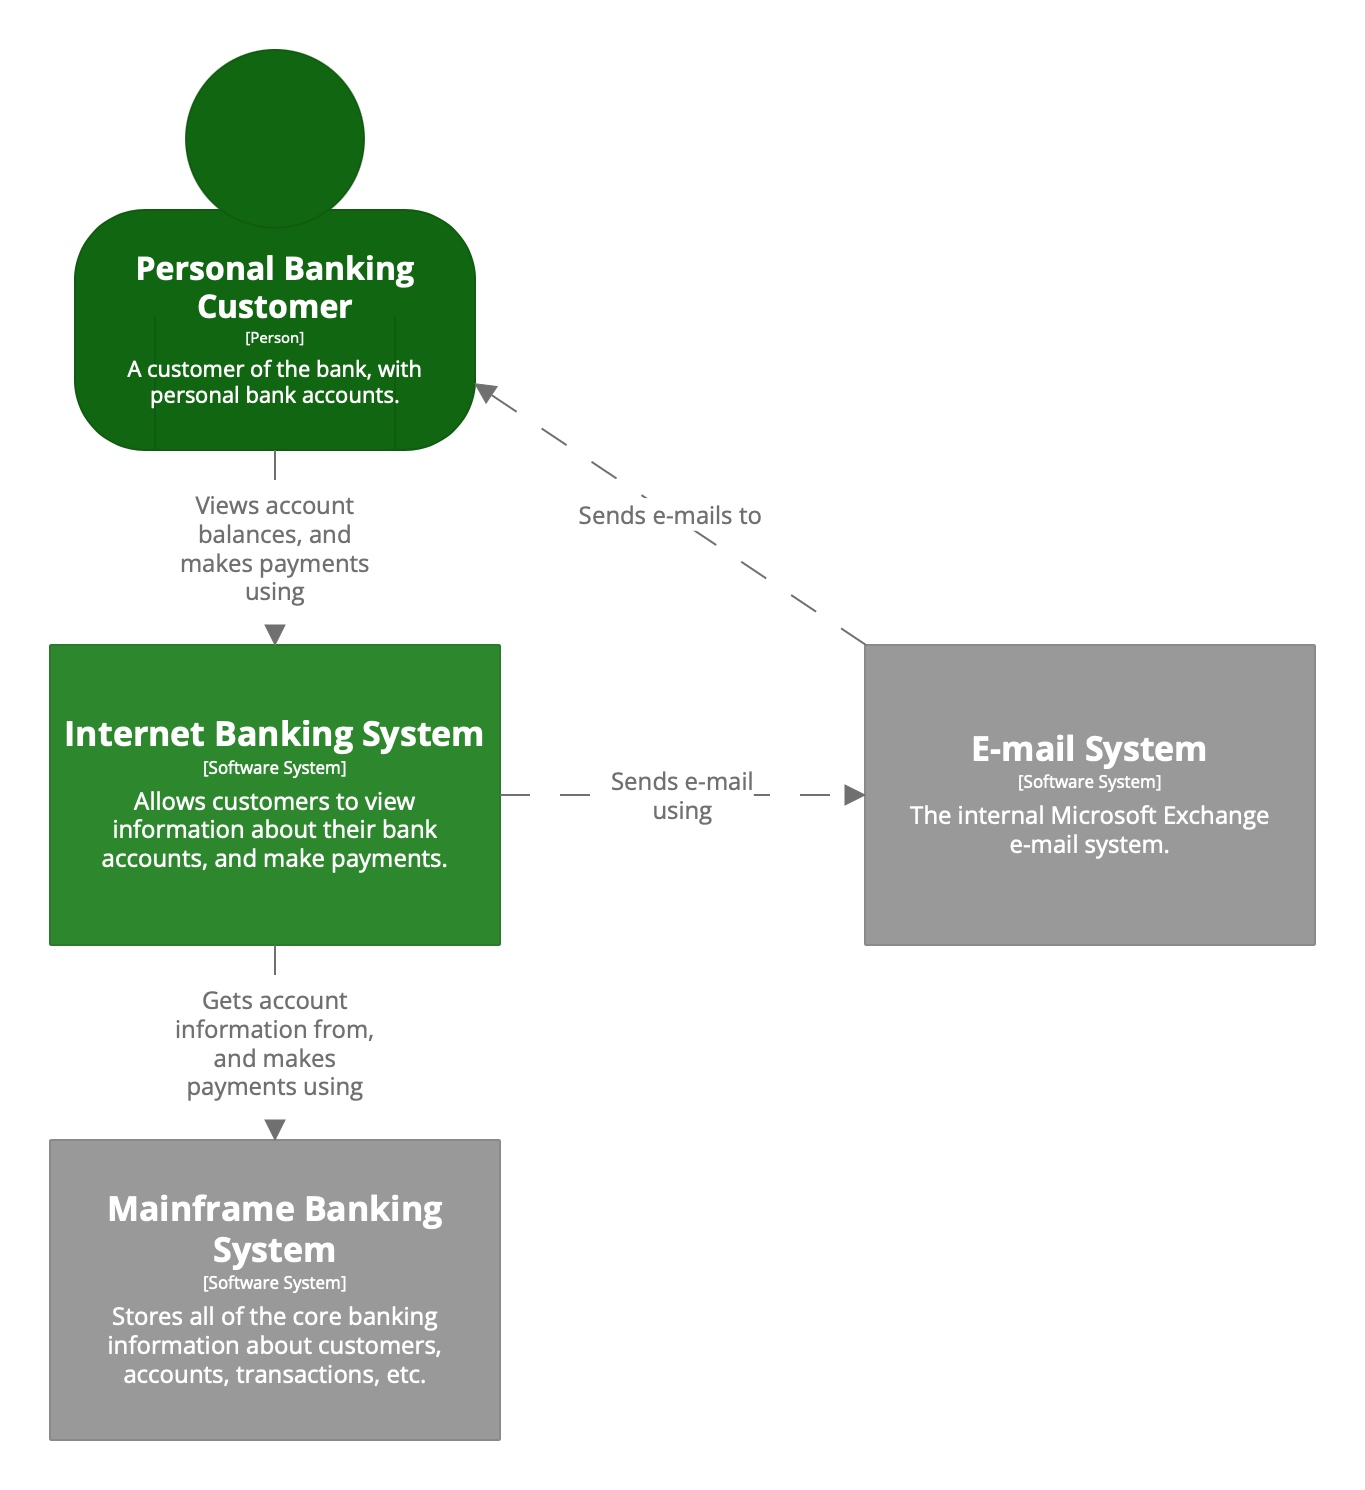 Personal Banking
Customer
[Person]
A customer of the bank, with
personal bank accounts.
Views account
balances, and
makes payments
using
Sends e-mails to
Internet Banking System
[Software System]
Allows customers to view
information about their bank
accounts, and make payments.
Sends e-mail
using
E-mail System
[Software System]
The internal Microsoft Exchange
e-mail system.
Gets account
information from,
and makes
payments using
Mainframe Banking
System
[Software System]
Stores all of the core banking
information about customers,
accounts, transactions, etc.